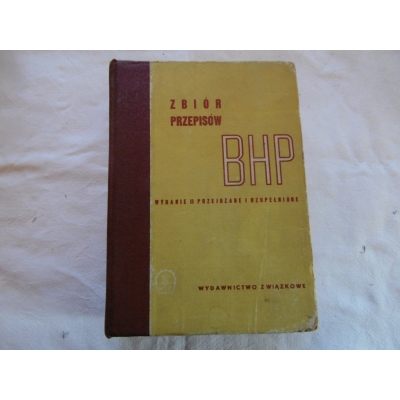 ZBIÓR
PRZEPISÓW
BHP
WYDANIE II PRZEJRZANE I UZUPEŁNIONE
WYDAWNICTWO ZWIĄZKOWE